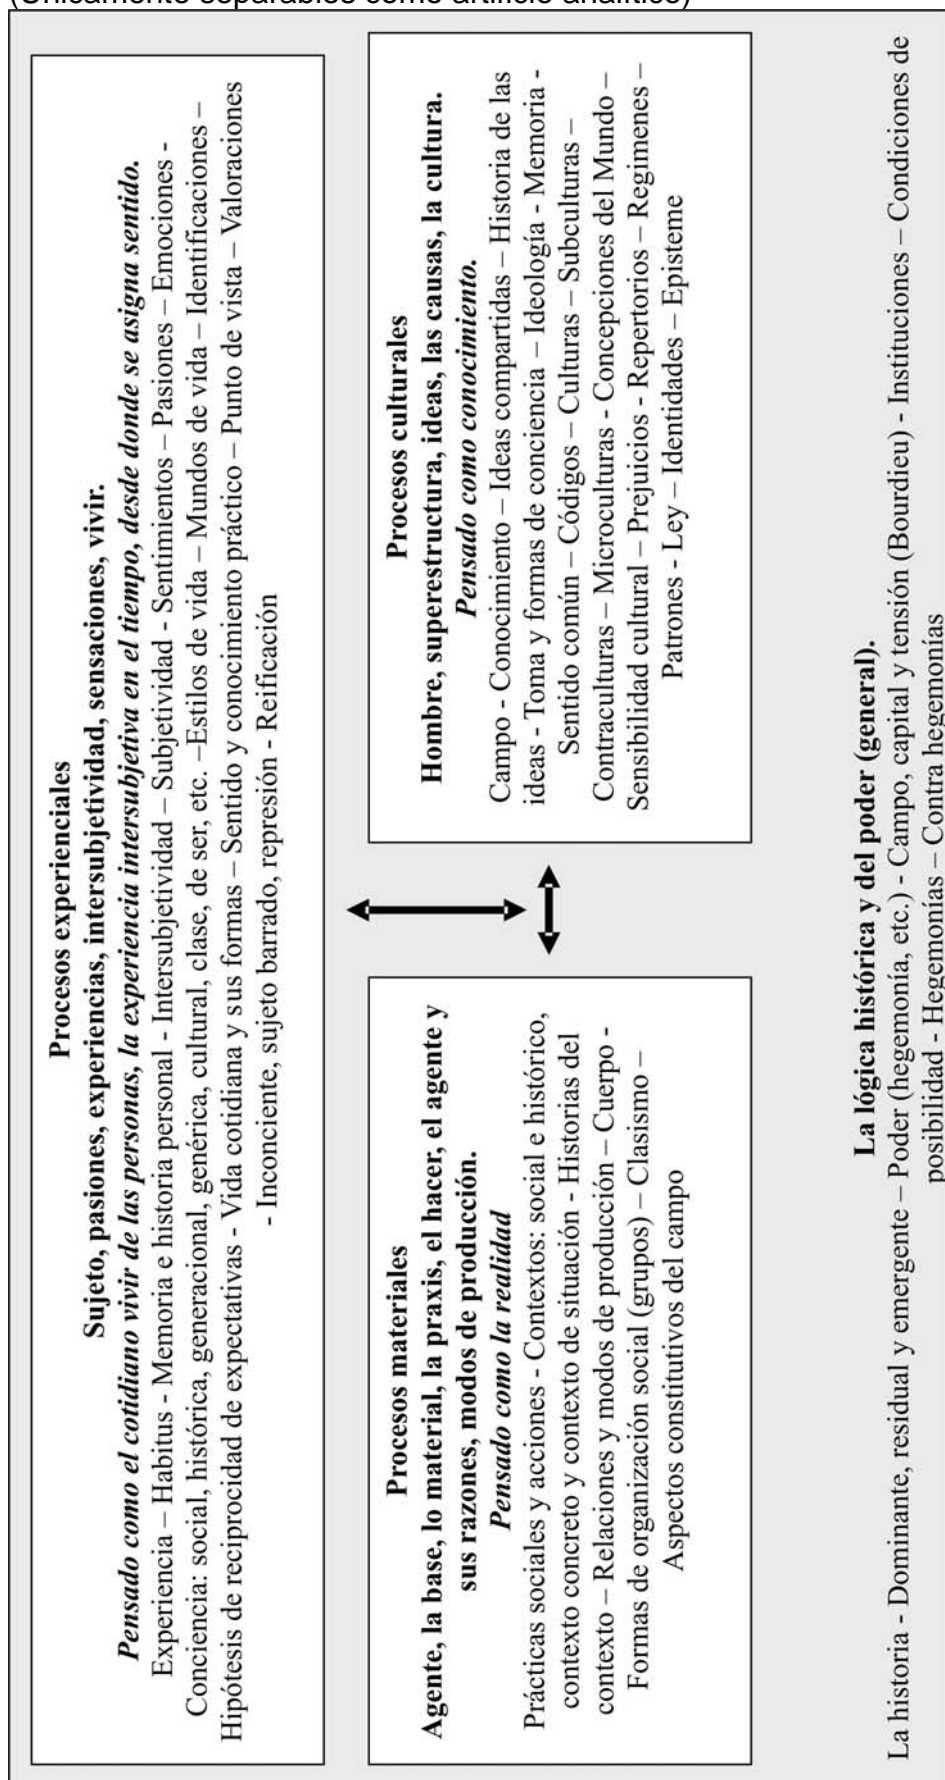 (Únicamente separables como artificio analítico)
Procesos experienciales
Sujeto, pasiones, experiencias, intersubjetividad, sensaciones, vivir.
Pensado como el cotidiano vivir de las personas, la experiencia intersubjetiva en el tiempo, desde donde se asigna sentido.
Experiencia – Habitus - Memoria e historia personal - Intersubjetividad – Subjetividad - Sentimientos – Pasiones – Emociones -
Conciencia: social, histórica, generacional, genérica, cultural, clase, de ser, etc. –Estilos de vida – Mundos de vida – Identificaciones –
Hipótesis de reciprocidad de expectativas - Vida cotidiana y sus formas – Sentido y conocimiento práctico – Punto de vista – Valoraciones
- Inconciente, sujeto barrado, represión - Reificación
Procesos materiales
Agente, la base, lo material, la praxis, el hacer, el agente y
sus razones, modos de producción.
Pensado como la realidad
Prácticas sociales y acciones - Contextos: social e histórico,
contexto concreto y contexto de situación - Historias del
contexto – Relaciones y modos de producción – Cuerpo -
Formas de organización social (grupos) – Clasismo –
Aspectos constitutivos del campo
Procesos culturales
Hombre, superestructura, ideas, las causas, la cultura.
Pensado como conocimiento.
Campo - Conocimiento – Ideas compartidas – Historia de las
ideas - Toma y formas de conciencia – Ideología - Memoria -
Sentido común – Códigos – Culturas – Subculturas –
Contraculturas – Microculturas - Concepciones del Mundo –
Sensibilidad cultural – Prejuicios - Repertorios – Regimenes –
Patrones - Ley – Identidades – Episteme
La lógica histórica y del poder (general).
La historia - Dominante, residual y emergente – Poder (hegemonía, etc.) - Campo, capital y tensión (Bourdieu) - Instituciones – Condiciones de
posibilidad - Hegemonías – Contra hegemonías